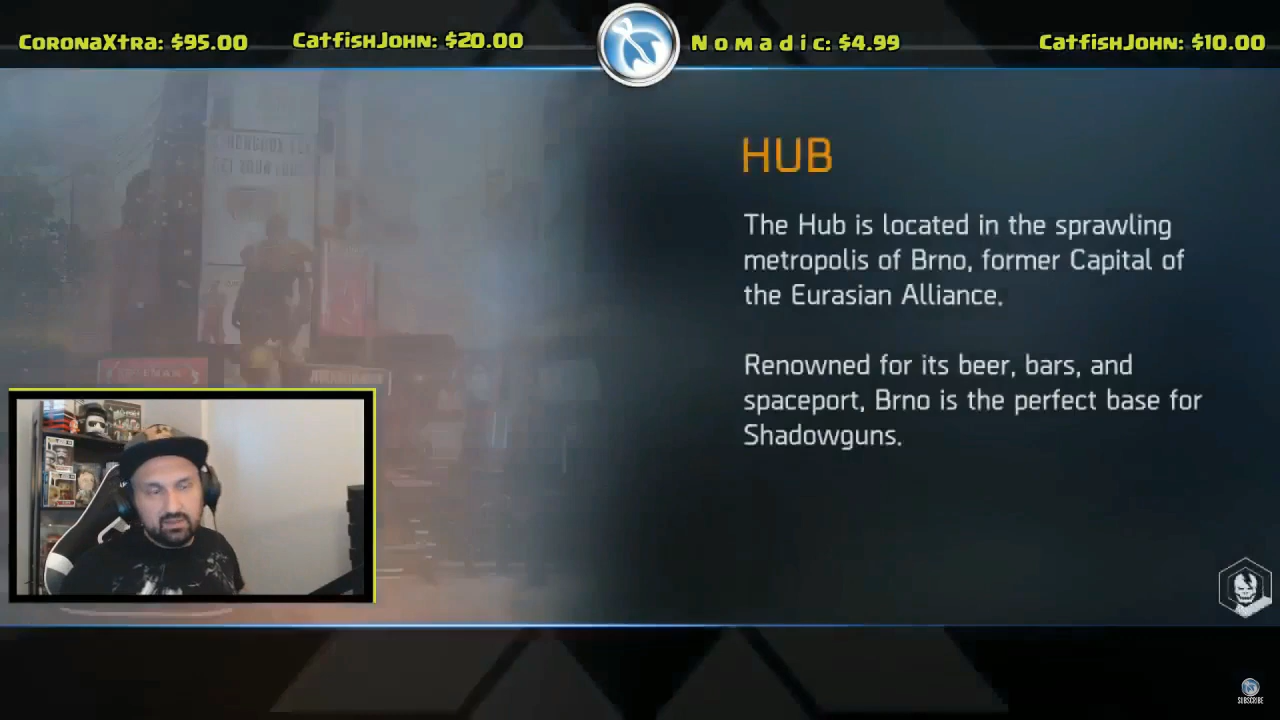 CoronaXtra: $95.00
CatfishJohn: $20.00
Nomadic: $4.99
CatfishJohn: $10.00
HUB
The Hub is located in the sprawling
metropolis of Brno, former Capital of
the Eurasian Alliance.
Renowned for its beer, bars, and
spaceport, Brno is the perfect base for
Shadowguns.
SUBSCRIBE